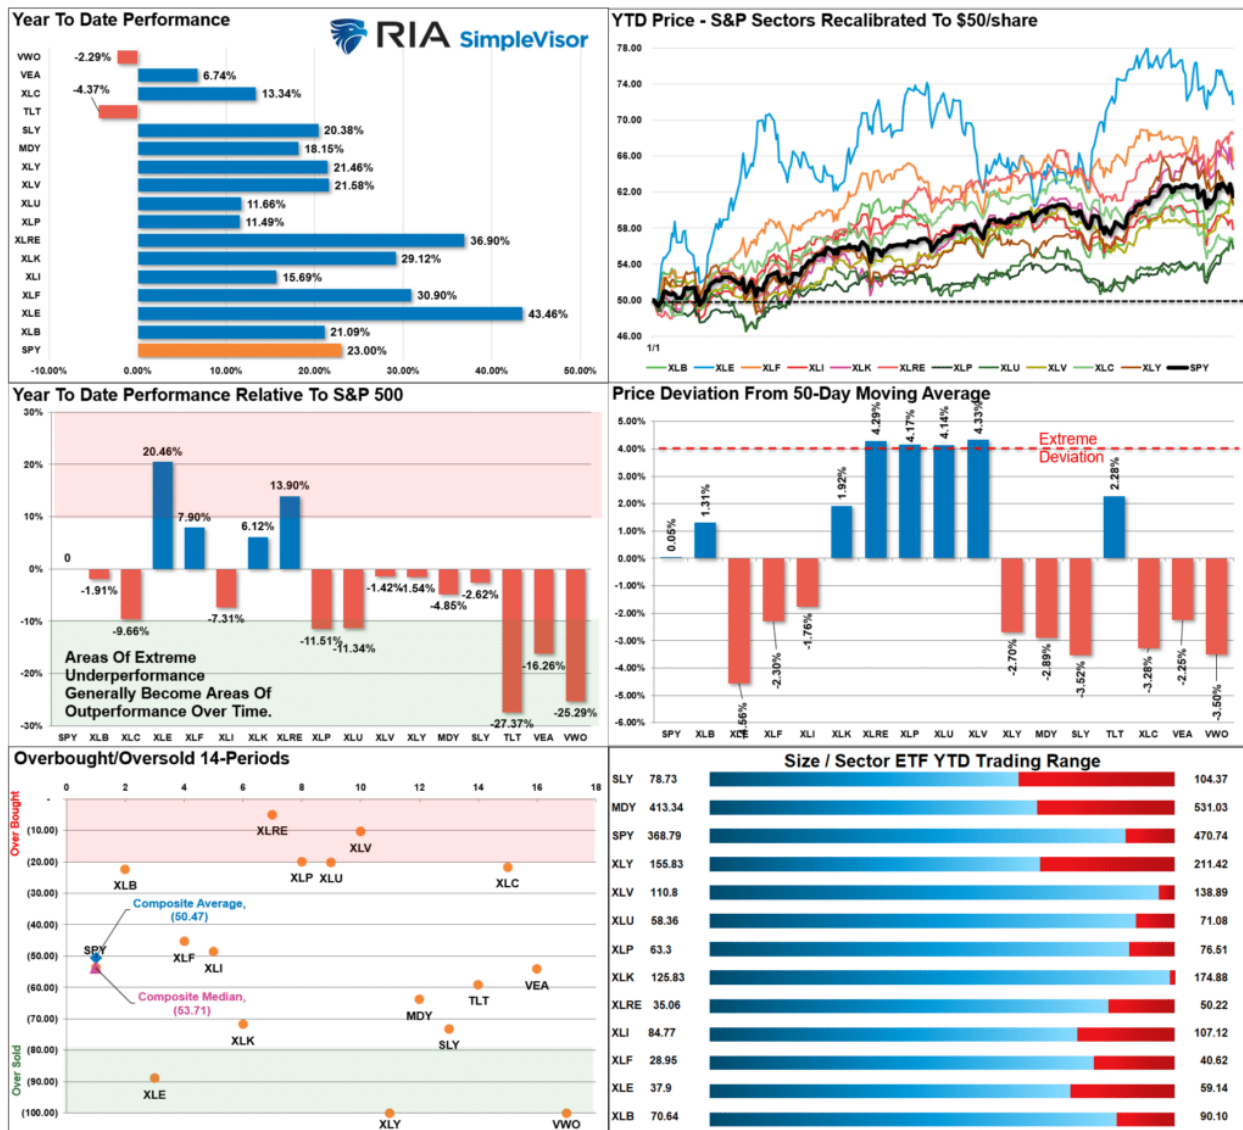 Year To Date Performance
RIA SimpleVisor
VWO -2.29%
VEA 6.74%
XLC -4.37% 13.34%
TLT
SLY 20.38%
MDY 18.15%
XLY 21.46%
XLV 21.58%
XLU 11.66%
XLP 11.49%
XLRE 36.90%
XLK 29.12%
XLI 15.69%
XLF 30.90%
XLE 43.46%
XLB 21.09%
SPY 23.00%
-10.00% 0.00% 10.00% 20.00% 30.00% 40.00% 50.00%
YTD Price - S&P Sectors Recalibrated To $50/share
78.00
74.00
70.00
66.00
62.00
58.00
54.00
50.00
46.00
1/1
XLB XLE XLF XLI XLK XLRE XLP XLU XLV XLC XLY SPY
Year To Date Performance Relative To S&P 500
30%
20%
10%
0%
-10%
-20%
-30%
0
-1.91%
-9.66%
20.46%
7.90%
-7.31%
6.12%
13.90%
-11.51%
-11.34%
-1.42%
-1.54%
-4.85%
-2.62%
-27.37%
-16.26%
-25.29%
Areas Of Extreme
Underperformance
Generally Become Areas Of
Outperformance Over Time.
SPY XLB XLC XLE XLF XLI XLK XLRE XLP XLU XLV XLY MDY SLY TLT VEA VWO
Price Deviation From 50-Day Moving Average
5.00%
4.00%
3.00%
2.00%
1.00%
0.00%
-1.00%
-2.00%
-3.00%
-4.00%
-5.00%
-6.00%
Extreme
Deviation
0.05%
1.31%
-2.30%
-1.76%
1.92%
4.29%
4.17%
4.14%
4.33%
-2.70%
-2.89%
-3.52%
2.28%
-3.28%
-2.25%
-3.50%
SPY XLB XLE XLF XLI XLK XLRE XLP XLU XLV XLY MDY SLY TLT XLC VEA VWO
Overbought/Oversold 14-Periods
0 2 4 6 8 10 12 14 16 18
-
(10.00)
(20.00)
(30.00)
(40.00)
(50.00)
(60.00)
(70.00)
(80.00)
(90.00)
(100.00)
Over Bought
Over Sold
XLRE
XLV
XLP XLU
XLB
XLC
Composite Average,
(50.47)
SPY
XLF
XLI
Composite Median,
(53.71)
VEA
TLT
MDY
XLK
SLY
XLE
XLY
VWO
Size / Sector ETF YTD Trading Range
SLY 78.73 104.37
MDY 413.34 531.03
SPY 368.79 470.74
XLY 155.83 211.42
XLV 110.8 138.89
XLU 58.36 71.08
XLP 63.3 76.51
XLK 125.83 174.88
XLRE 35.06 50.22
XLI 84.77 107.12
XLF 28.95 40.62
XLE 37.9 59.14
XLB 70.64 90.10